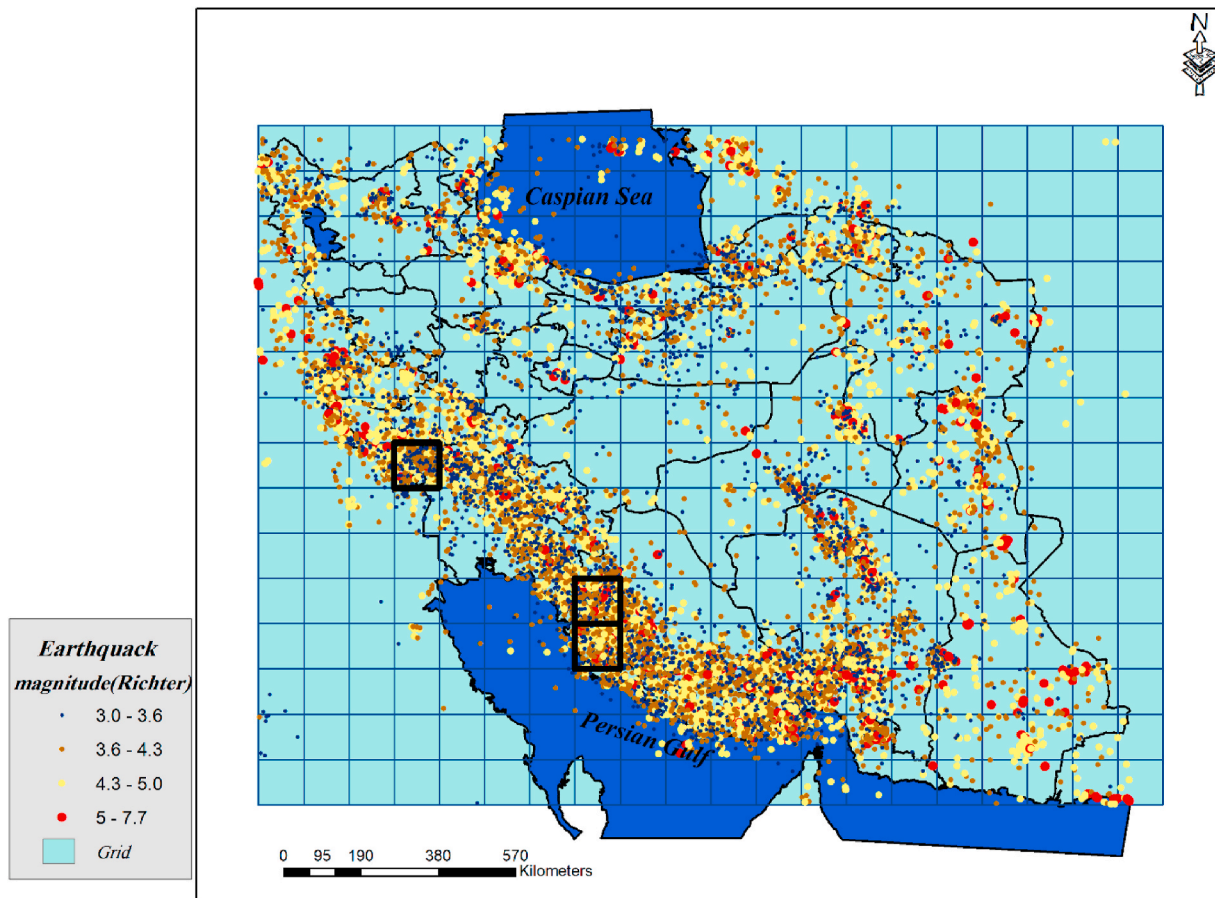 N
Caspian Sea
Persian Gulf
Earthquack
magnitude(Richter)
3.0 - 3.6
3.6 - 4.3
4.3 - 5.0
5 - 7.7
Grid
0 95 190 380 570
Kilometers